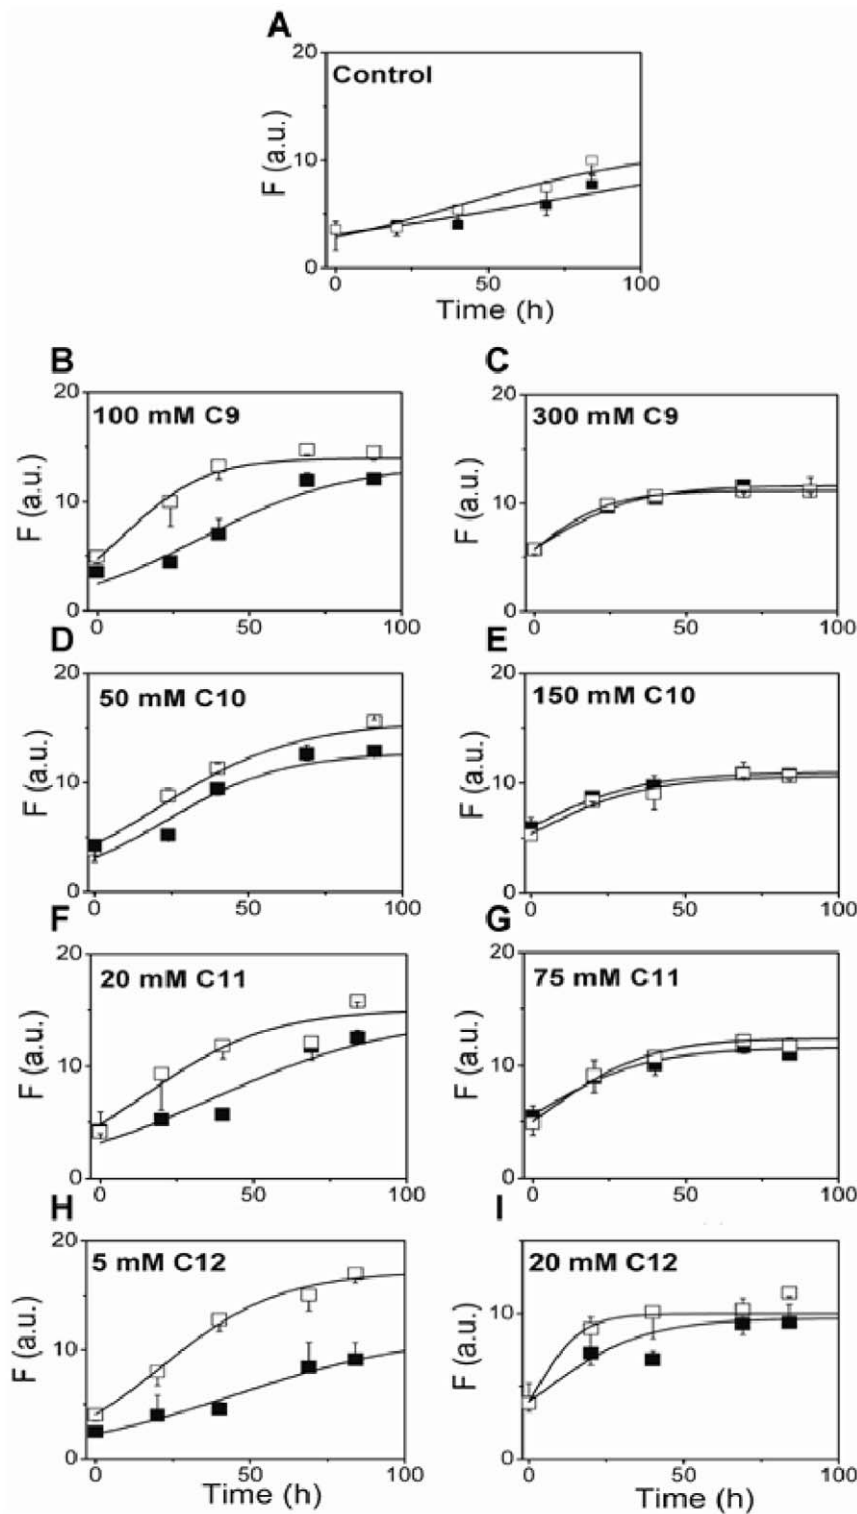 A
20
Control
10
F (a.u.)
0
0 50 100
Time (h)
B C
20 20
100 mM C9 300 mM C9
10 10
F (a.u.) F (a.u.)
0 0
0 50 100 0 50 100
D E
20 20
50 mM C10 150 mM C10
10 10
F (a.u.) F (a.u.)
0 0
0 50 100 0 50 100
F G
20 20
20 mM C11 75 mM C11
10 10
F (a.u.) F (a.u.)
0 0
0 50 100 0 50 100
H I
20
5 mM C12 20 mM C12
10 10
F (a.u.) F (a.u.)
0 0
0 50 100 0 50 100
Time (h) Time (h)